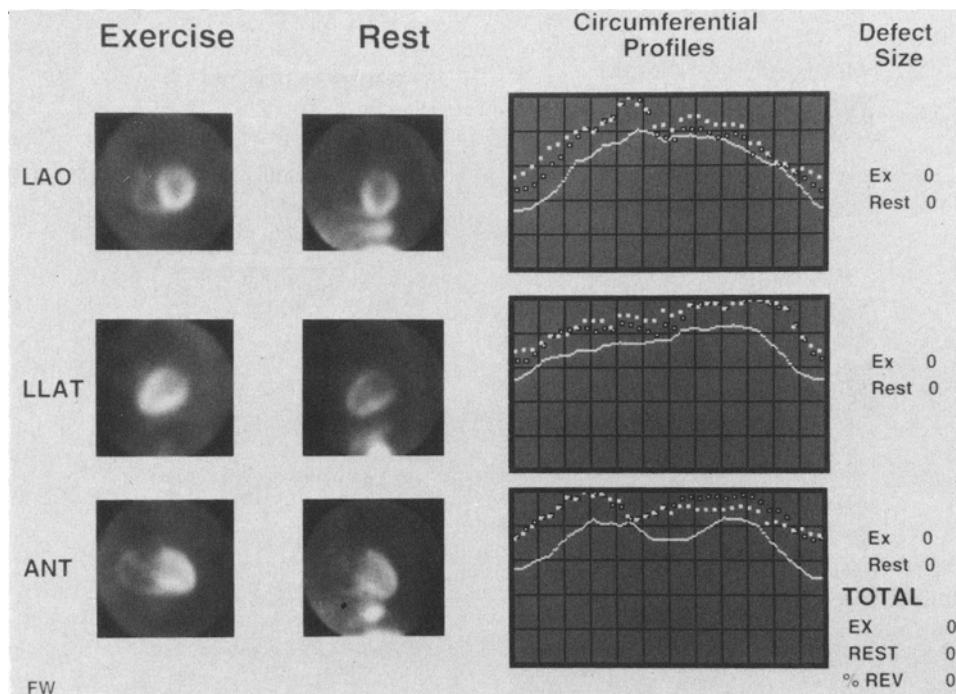 Exercise Rest Circumferential Profiles Defect Size
LAO
Ex 0
Rest 0
LLAT
Ex 0
Rest 0
ANT
Ex 0
Rest 0
TOTAL
EX 0
REST 0
% REV 0
FW